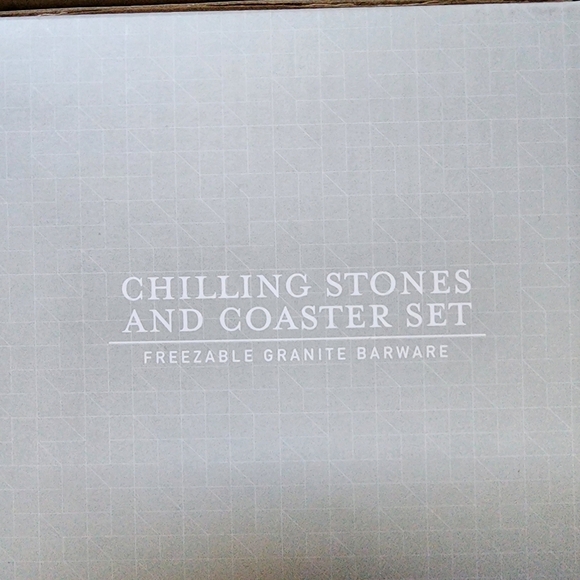 CHILLING STONES
AND COASTER SET
FREEZABLE GRANITE BARWARE